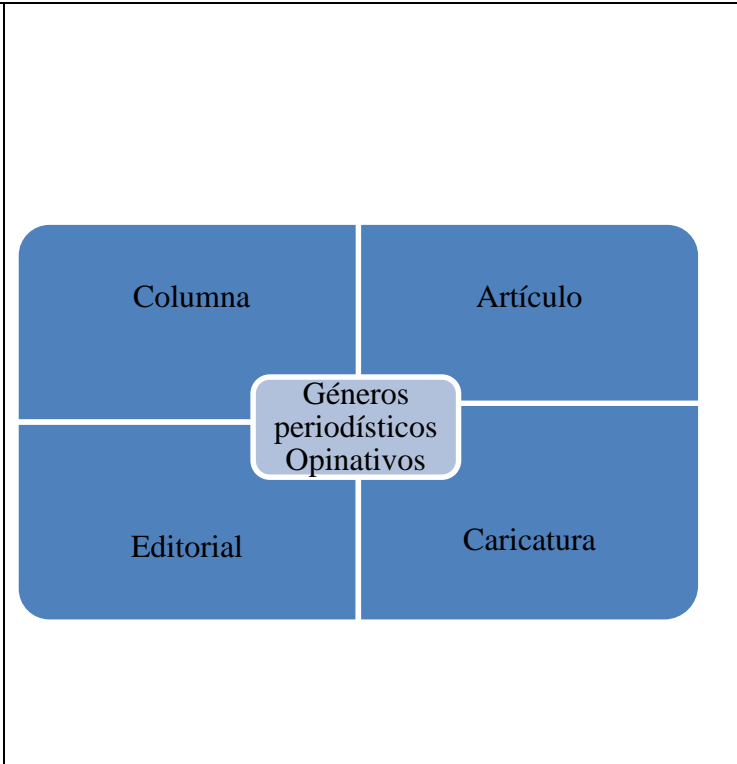 Columna
Artículo
Géneros
periodísticos
Opinativos
Editorial
Caricatura